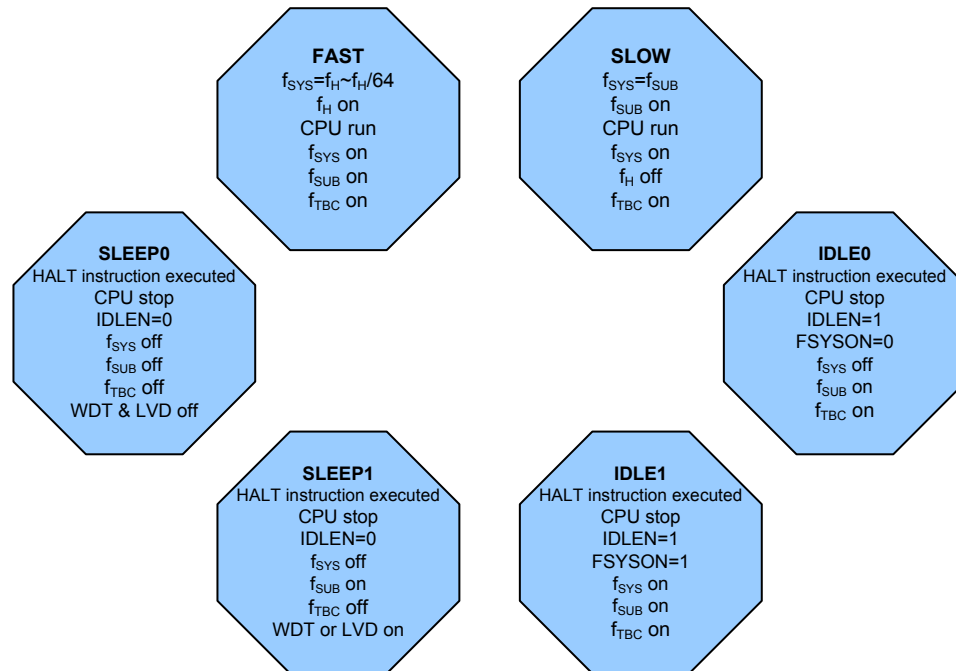 FAST
fSYS=fH~fH/64
fH on
CPU run
fSYS on
fSUB on
fTBC on
SLOW
fSYS=fSUB
fSUB on
CPU run
fSYS on
fH off
fTBC on
SLEEP0
HALT instruction executed
CPU stop
IDLEN=0
fSYS off
fSUB off
fTBC off
WDT & LVD off
IDLE0
HALT instruction executed
CPU stop
IDLEN=1
FSYSON=0
fSYS off
fSUB on
fTBC on
SLEEP1
HALT instruction executed
CPU stop
IDLEN=0
fSYS off
fSUB on
fTBC off
WDT or LVD on
IDLE1
HALT instruction executed
CPU stop
IDLEN=1
FSYSON=1
fSYS on
fSUB on
fTBC on